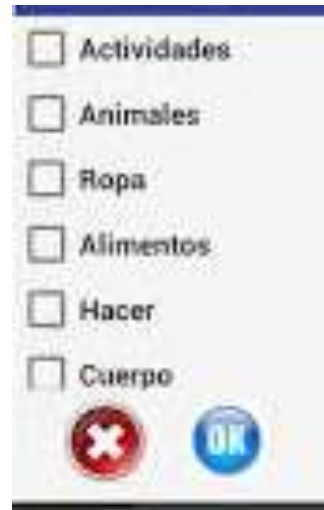 Actividades
Animales
Ropa
Alimentos
Hacer
Cuerpo
OK